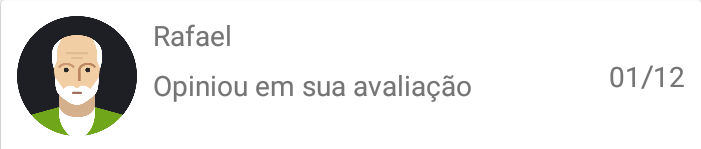 Rafael
Opiniou em sua avaliação
01/12